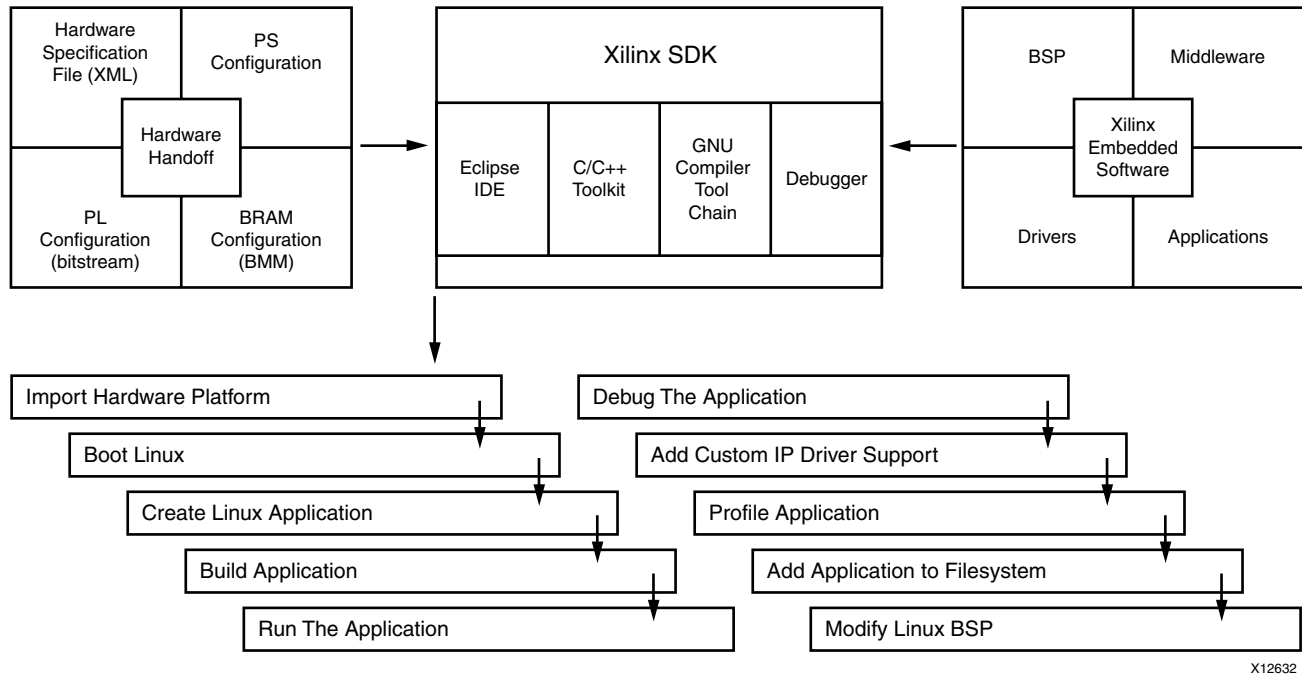 Hardware
Specification
File (XML)
PS
Configuration
Hardware
Handoff
PL
Configuration
(bitstream)
BRAM
Configuration
(BMM)
Xilinx SDK
Eclipse
IDE
C/C++
Toolkit
GNU
Compiler
Tool
Chain
Debugger
BSP
Middleware
Xilinx
Embedded
Software
Drivers
Applications
Import Hardware Platform
Boot Linux
Create Linux Application
Build Application
Run The Application
Debug The Application
Add Custom IP Driver Support
Profile Application
Add Application to Filesystem
Modify Linux BSP
X12632